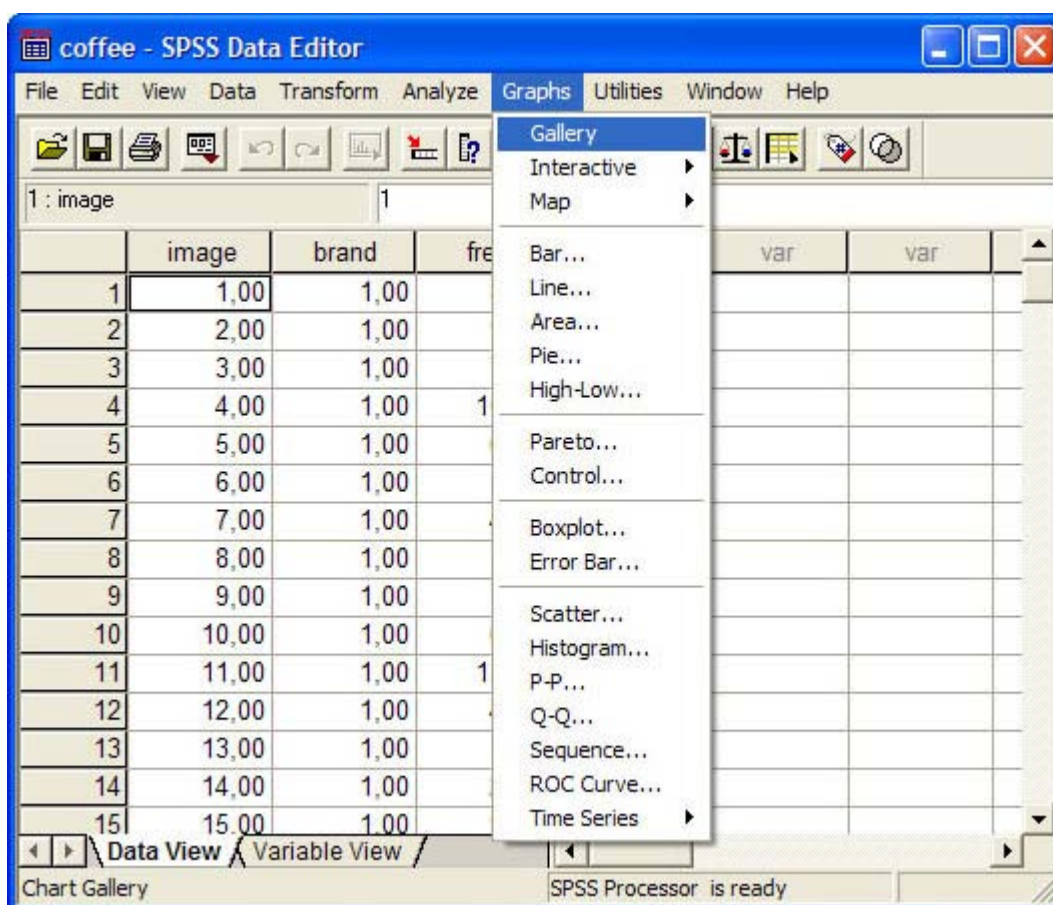 coffee - SPSS Data Editor
File Edit View Data Transform Analyze Graphs Utilities Window Help
Gallery
Interactive
Map
Bar...
Line...
Area...
Pie...
High-Low...
Pareto...
Control...
Boxplot...
Error Bar...
Scatter...
Histogram...
P-P...
Q-Q...
Sequence...
ROC Curve...
Time Series
1 : image 1
image brand fre var var
1 1,00 1,00
2 2,00 1,00
3 3,00 1,00
4 4,00 1,00 1
5 5,00 1,00
6 6,00 1,00
7 7,00 1,00
8 8,00 1,00
9 9,00 1,00
10 10,00 1,00
11 11,00 1,00 1
12 12,00 1,00
13 13,00 1,00
14 14,00 1,00
15 15,00 1,00
Data View Variable View
Chart Gallery SPSS Processor is ready